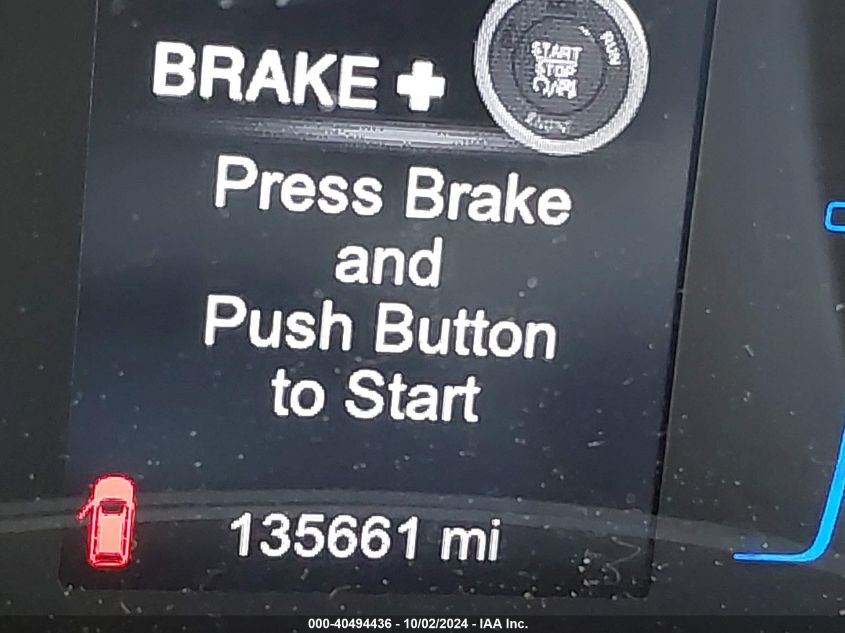 BRAKE +
START
RUN
STOP
Press Brake
and
Push Button
to Start
135661 mi
000-40494436 - 10/02/2024 - IAA Inc.